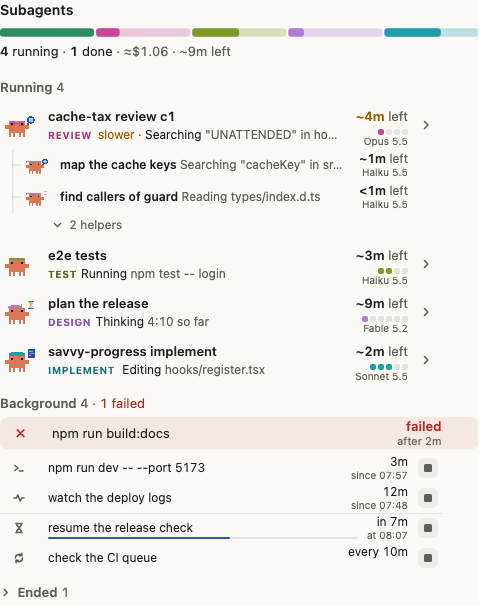 Subagents
4 running · 1 done · ≈$1.06 · ~9m left
Running 4
cache-tax review c1
~4m left
REVIEW slower · Searching "UNATTENDED" in ho...
Opus 5.5
map the cache keys Searching "cacheKey" in sr...
~1m left
Haiku 5.5
find callers of guard Reading types/index.d.ts
<1m left
Haiku 5.5
2 helpers
e2e tests
~3m left
TEST Running npm test -- login
Haiku 5.5
plan the release
~9m left
DESIGN Thinking 4:10 so far
Fable 5.2
savvy-progress implement
~2m left
IMPLEMENT Editing hooks/register.tsx
Sonnet 5.5
Background 4 · 1 failed
npm run build:docs
failed
after 2m
npm run dev -- --port 5173
3m
since 07:57
watch the deploy logs
12m
since 07:48
resume the release check
in 7m
at 08:07
check the CI queue
every 10m
Ended 1